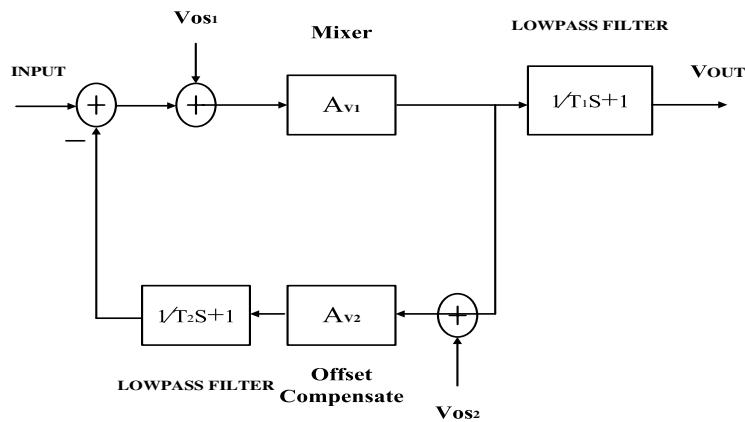 Vos1
Mixer
LOWPASS FILTER
INPUT
VOUT
+
+
AV1
1/T1S+1
−
1/T2S+1
AV2
+
LOWPASS FILTER
Offset
Compensate
Vos2